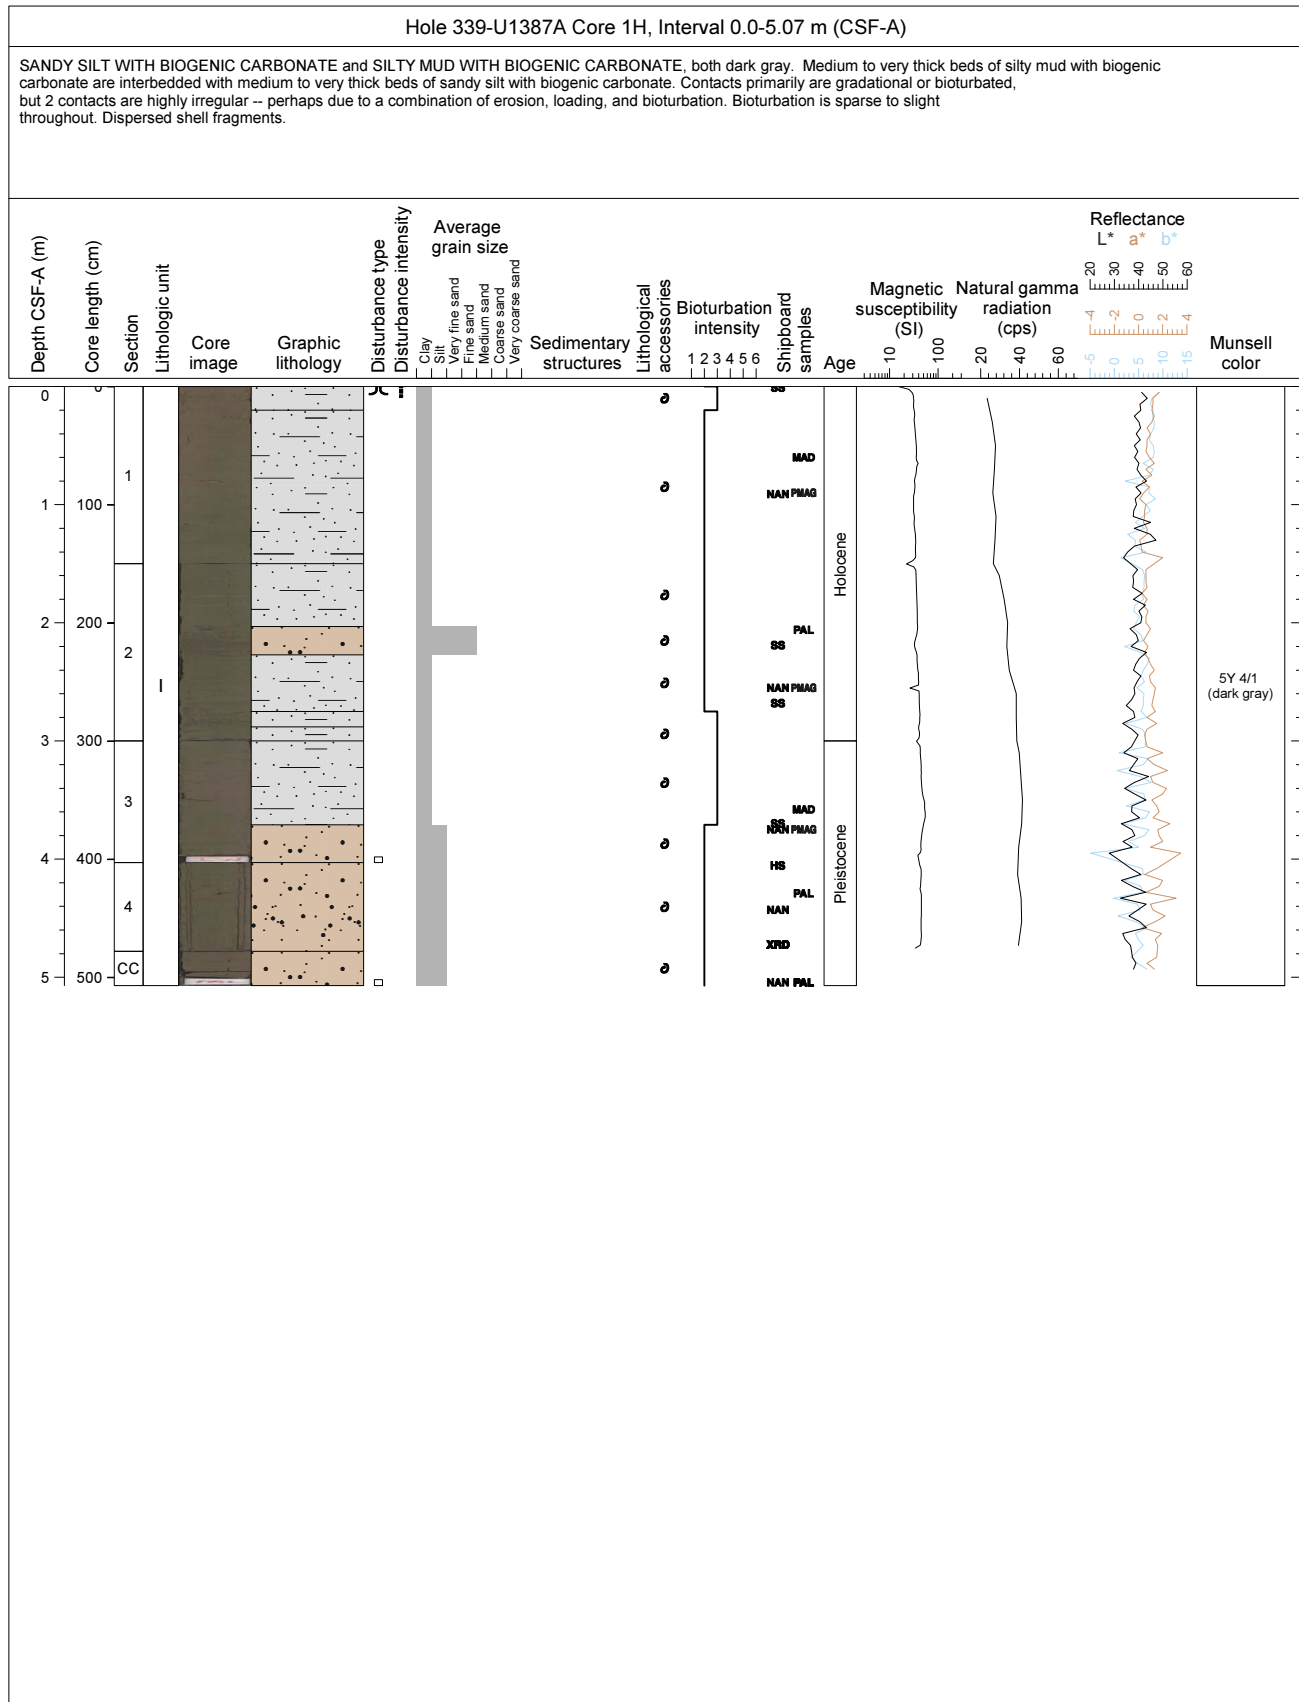 Hole 339-U1387A Core 1H, Interval 0.0-5.07 m (CSF-A)
SANDY SILT WITH BIOGENIC CARBONATE and SILTY MUD WITH BIOGENIC CARBONATE, both dark gray.  Medium to very thick beds of silty mud with biogenic
carbonate are interbedded with medium to very thick beds of sandy silt with biogenic carbonate. Contacts primarily are gradational or bioturbated,
but 2 contacts are highly irregular -- perhaps due to a combination of erosion, loading, and bioturbation. Bioturbation is sparse to slight
throughout. Dispersed shell fragments.
Depth CSF-A (m)
Core length (cm)
Section
Lithologic unit
Core
image
Graphic
lithology
Disturbance type
Disturbance intensity
Average
grain size
Clay
Silt
Very fine sand
Fine sand
Medium sand
Coarse sand
Very coarse sand
Sedimentary
structures
Lithological
accessories
Bioturbation
intensity
1 2 3 4 5 6
Shipboard
samples
Age
Magnetic
susceptibility
(SI)
10 100
Natural gamma
radiation
(cps)
20 40 60
Reflectance
L* a* b*
20 30 40 50 60
-4 -2 0 2 4
-5 0 5 10 15
Munsell
color
0
1
2
3
4
5
0
100
200
300
400
500
1
2
3
4
CC
I
SS
MAD
NAN PMAG
PAL
SS
NAN PMAG
SS
MAD
SS
NAN PMAG
HS
PAL
NAN
XRD
NAN PAL
Holocene
Pleistocene
5Y 4/1
(dark gray)